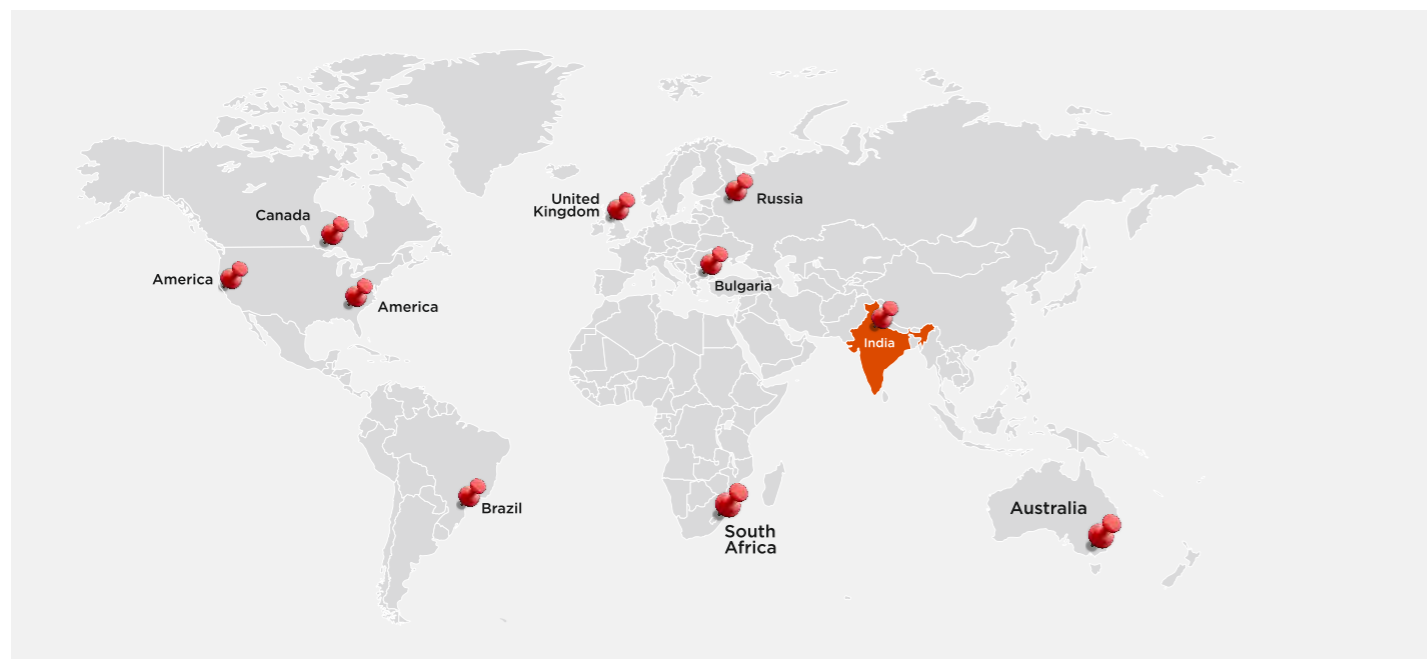 United
Kingdom
Russia
Canada
America
Bulgaria
America
India
Brazil
Australia
South
Africa